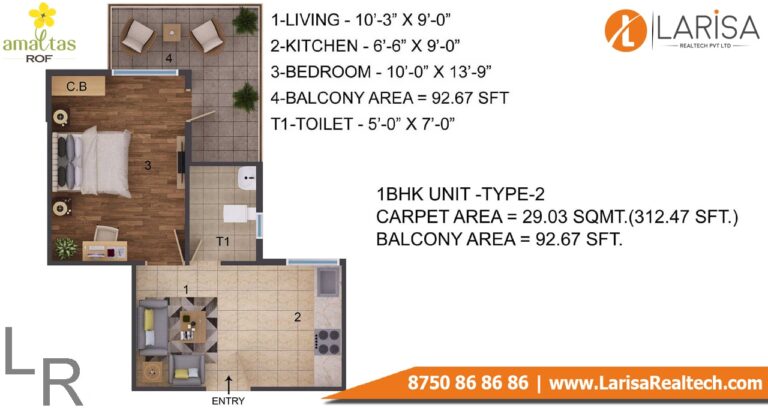 amaltas
ROF
1-LIVING - 10'-3" X 9'-0"
2-KITCHEN - 6'-6" X 9'-0"
3-BEDROOM - 10'-0" X 13'-9"
4-BALCONY AREA = 92.67 SFT
T1-TOILET - 5'-0" X 7'-0"
LARISA
REALTECH PVT LTD
1BHK UNIT -TYPE-2
CARPET AREA = 29.03 SQMT.(312.47 SFT.)
BALCONY AREA = 92.67 SFT.
4
C.B
3
T1
1
2
ENTRY
LR
8750 86 86 86 | www.LarisaRealtech.com